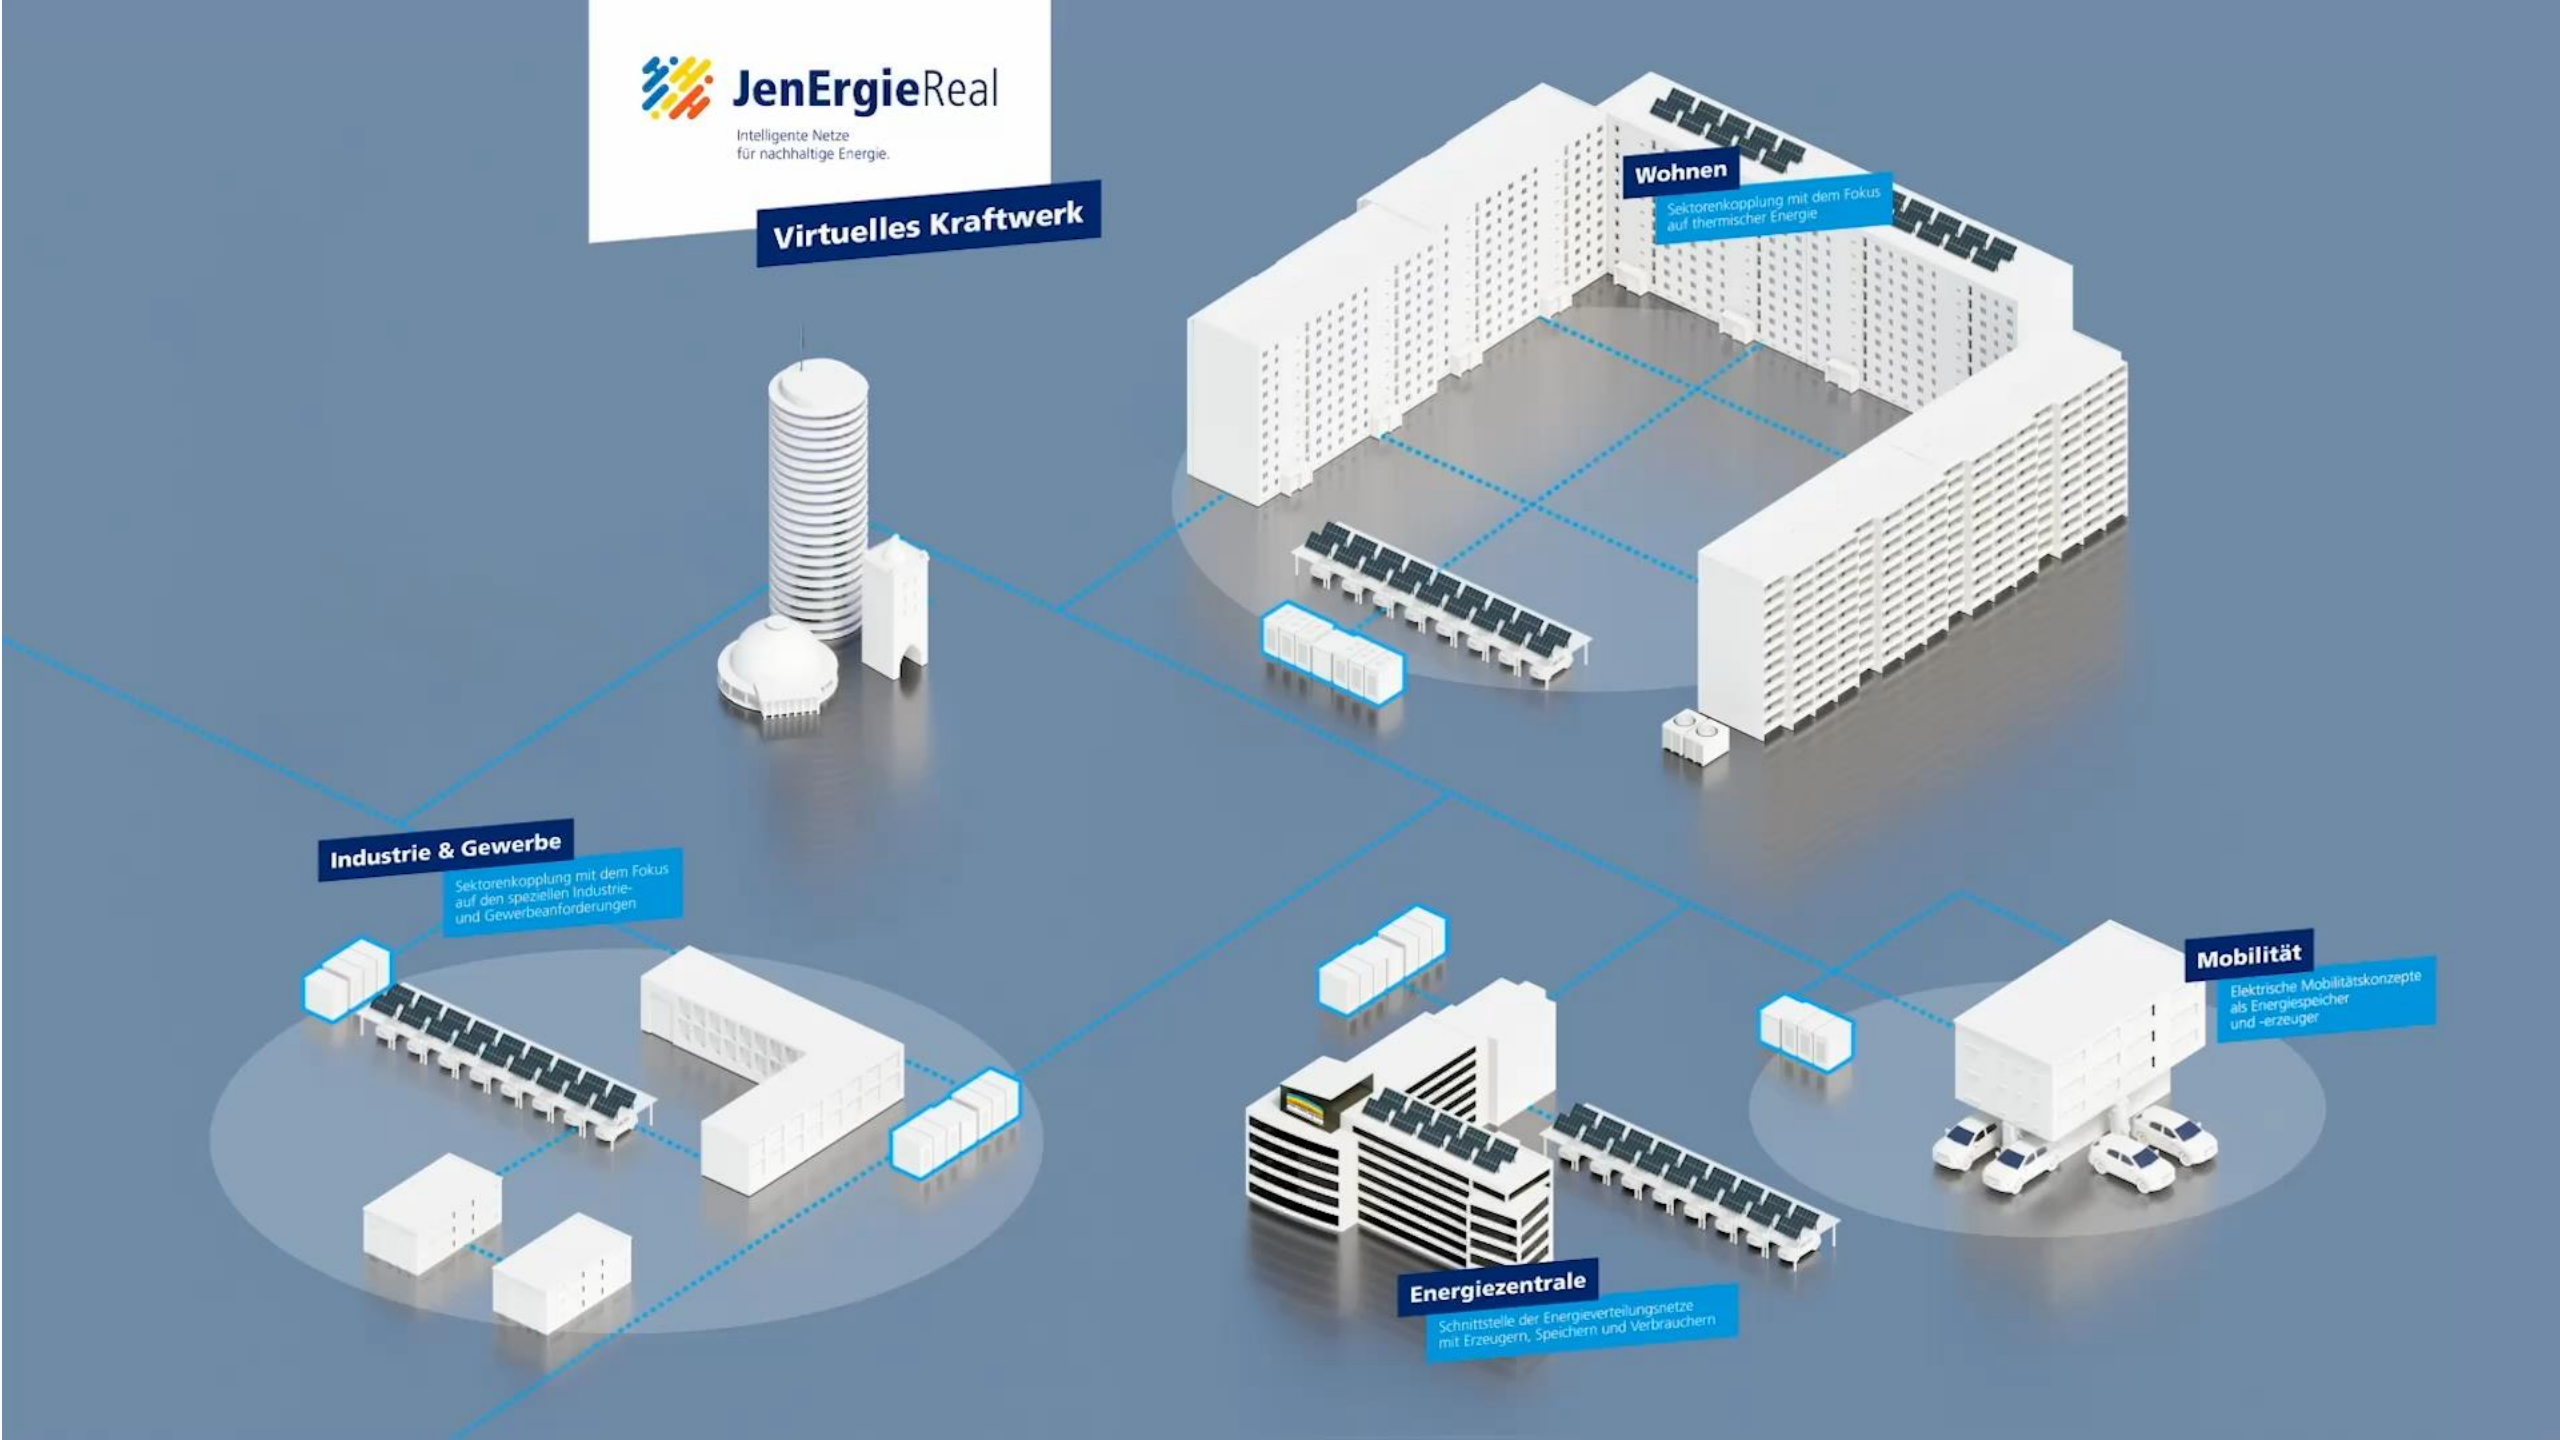 JenErgieReal
Intelligente Netze
für nachhaltige Energie.
Virtuelles Kraftwerk
Wohnen
Sektorenkopplung mit dem Fokus
auf thermischer Energie
Industrie & Gewerbe
Sektorenkopplung mit dem Fokus
auf den speziellen Industrie-
und Gewerbeanforderungen
Mobilität
Elektrische Mobilitätskonzepte
als Energiespeicher
und -erzeuger
Energiezentrale
Schnittstelle der Energieverteilungsnetze
mit Erzeugern, Speichern und Verbrauchern